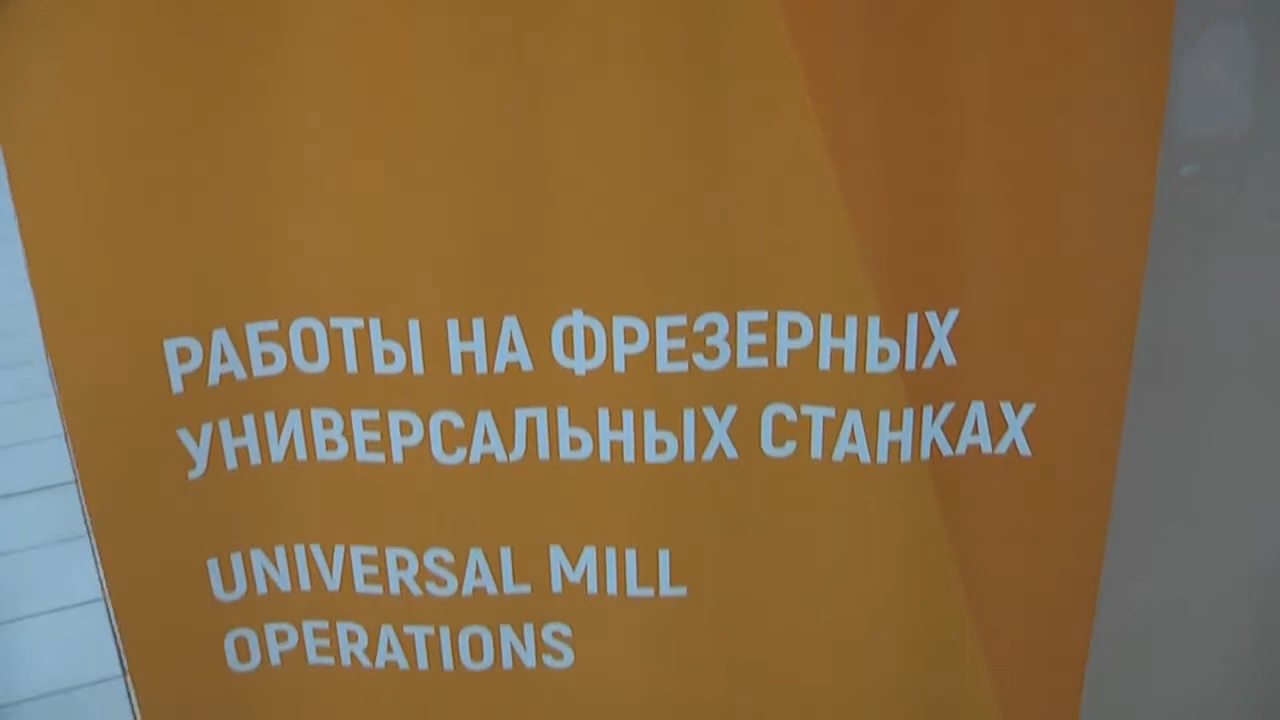 РАБОТЫ НА ФРЕЗЕРНЫХ
УНИВЕРСАЛЬНЫХ СТАНКАХ
UNIVERSAL MILL
OPERATIONS